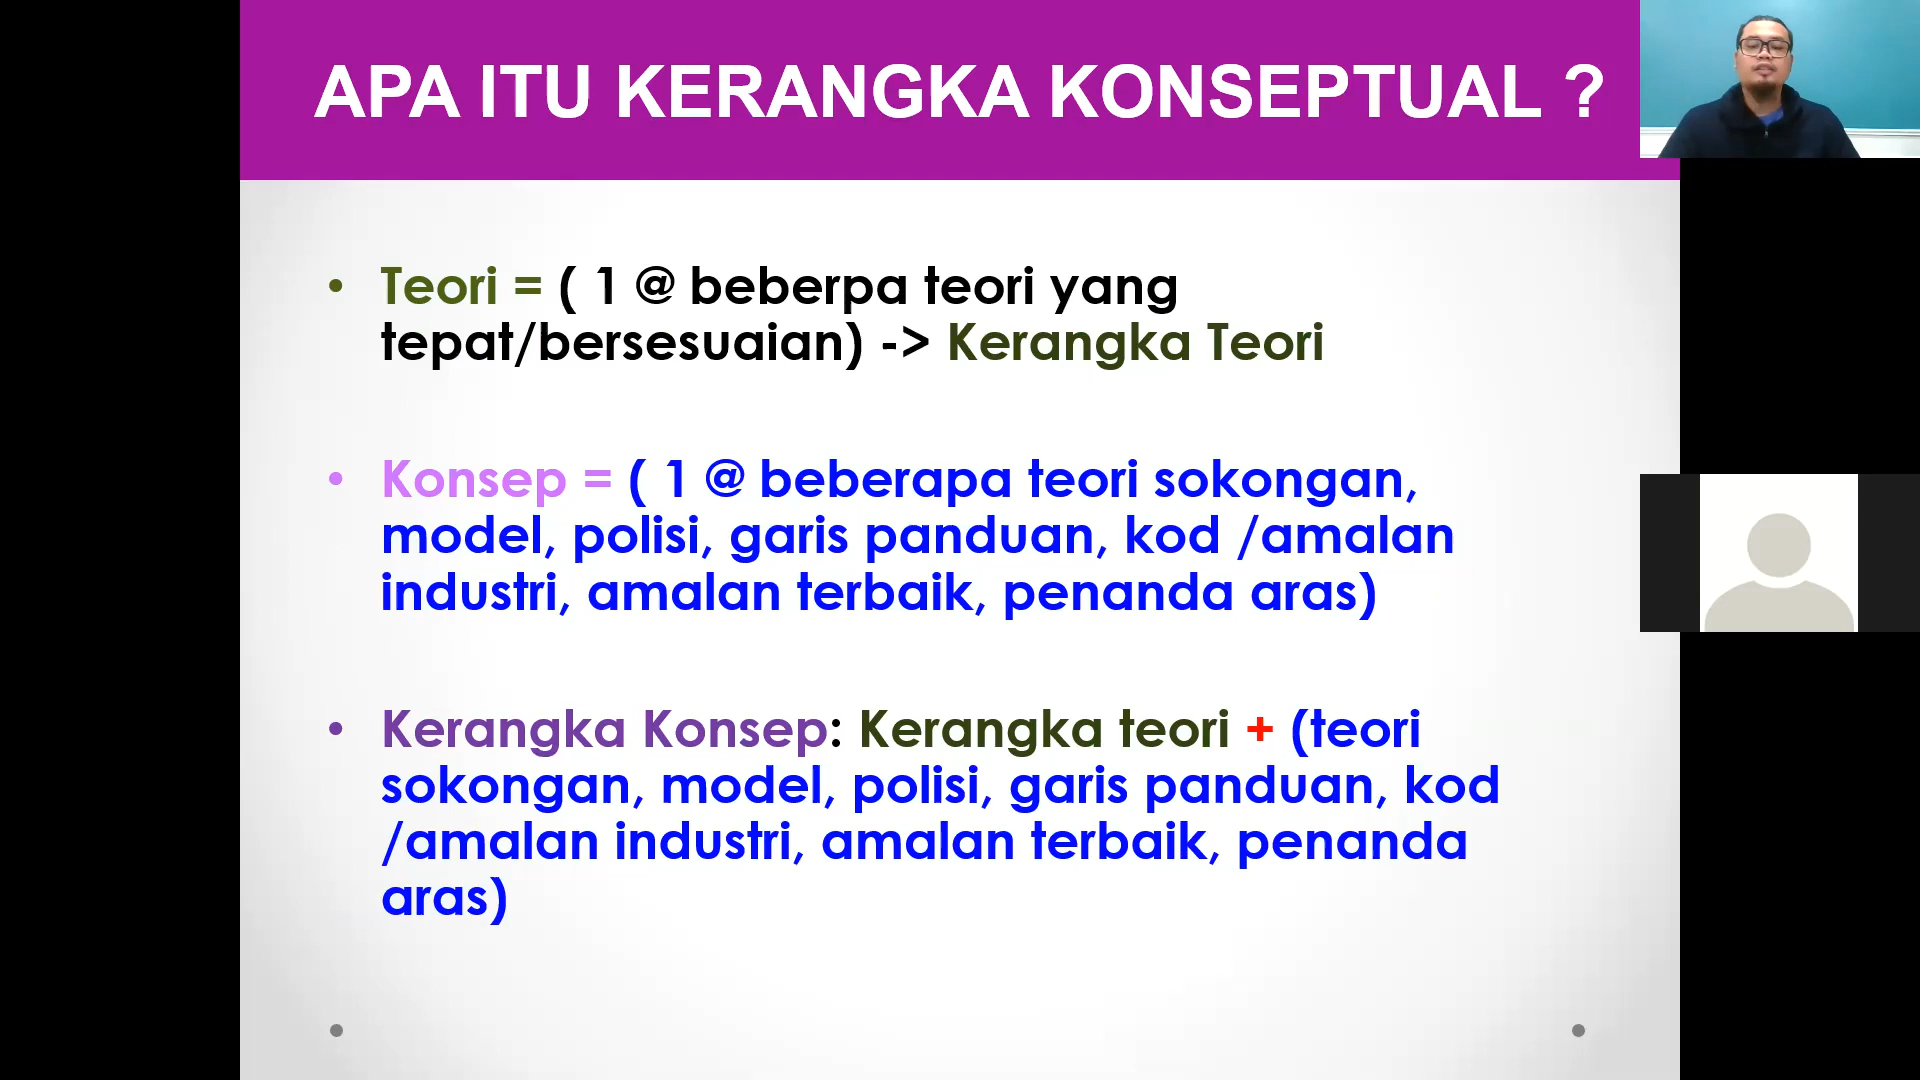 APA ITU KERANGKA KONSEPTUAL ?
• Teori = ( 1 @ beberpa teori yang
tepat/bersesuaian) -> Kerangka Teori
• Konsep = ( 1 @ beberapa teori sokongan,
model, polisi, garis panduan, kod /amalan
industri, amalan terbaik, penanda aras)
• Kerangka Konsep: Kerangka teori + (teori
sokongan, model, polisi, garis panduan, kod
/amalan industri, amalan terbaik, penanda
aras)